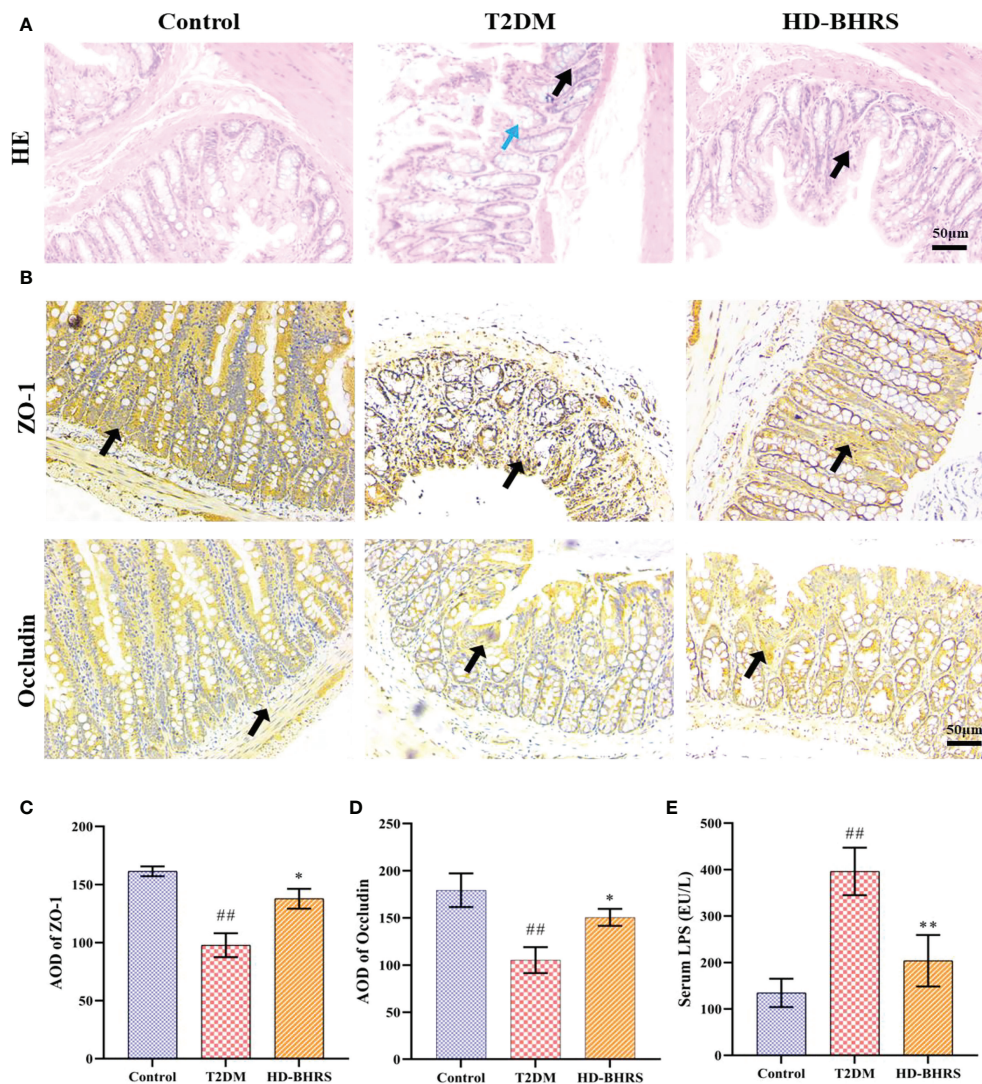 Control T2DM HD-BHRS
A
HE
50μm
B
ZO-1
Occludin
50μm
C
AOD of ZO-1
200
150
100
50
0
##
*
Control T2DM HD-BHRS
D
AOD of Occludin
250
200
150
100
50
0
##
*
Control T2DM HD-BHRS
E
Serum LPS (EU/L)
500
400
300
200
100
0
##
**
Control T2DM HD-BHRS